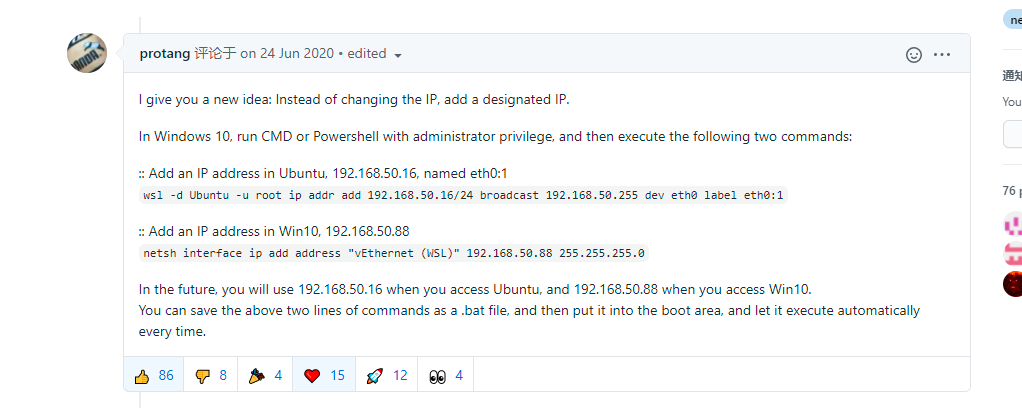 protang 评论于 on 24 Jun 2020 • edited
I give you a new idea: Instead of changing the IP, add a designated IP.
In Windows 10, run CMD or Powershell with administrator privilege, and then execute the following two commands:
:: Add an IP address in Ubuntu, 192.168.50.16, named eth0:1
wsl -d Ubuntu -u root ip addr add 192.168.50.16/24 broadcast 192.168.50.255 dev eth0 label eth0:1
:: Add an IP address in Win10, 192.168.50.88
netsh interface ip add address "vEthernet (WSL)" 192.168.50.88 255.255.255.0
In the future, you will use 192.168.50.16 when you access Ubuntu, and 192.168.50.88 when you access Win10.
You can save the above two lines of commands as a .bat file, and then put it into the boot area, and let it execute automatically
every time.
86 8 4 15 12 4
ne
通知
You
76 p